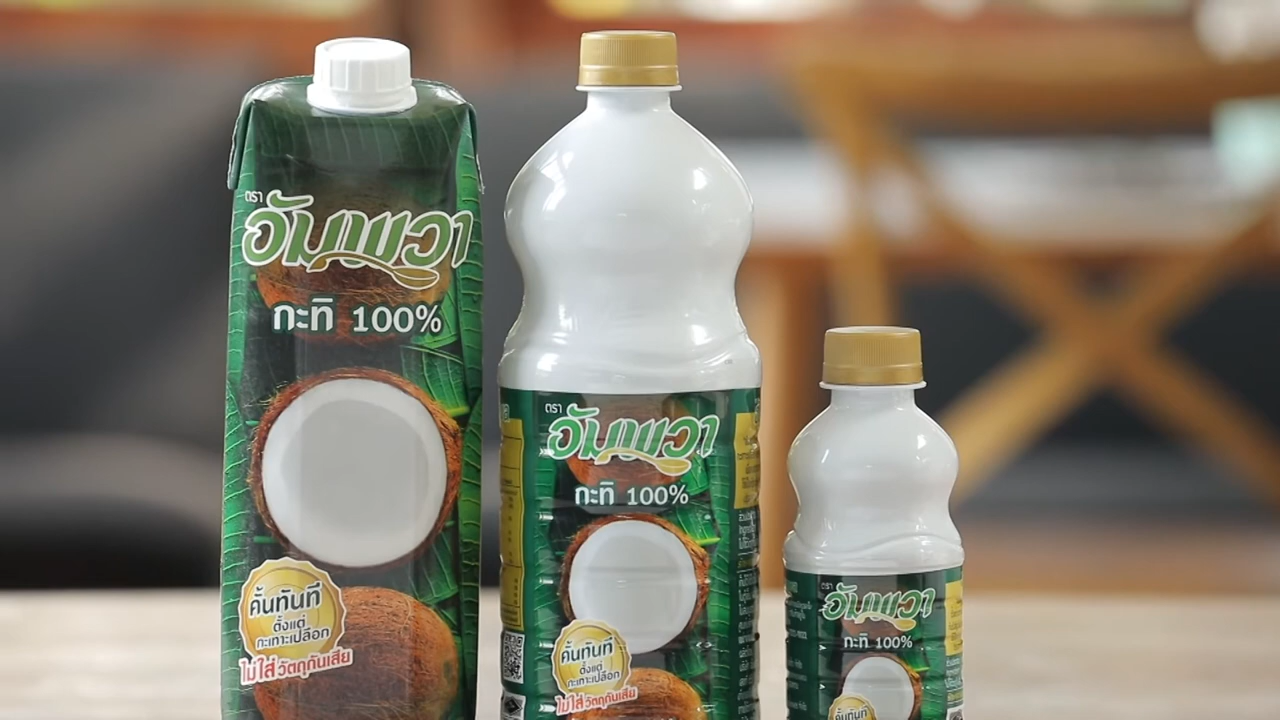 ตรา
อัมพวา
กะทิ 100%
คั้นทันที
ตั้งแต่
กะเทาะเปลือก
ไม่ใส่วัตถุกันเสีย
ตรา
อัมพวา
กะทิ 100%
คั้นทันที
ตั้งแต่
กะเทาะเปลือก
ไม่ใส่วัตถุกันเสีย
ตรา
อัมพวา
กะทิ 100%
คั้นทันที